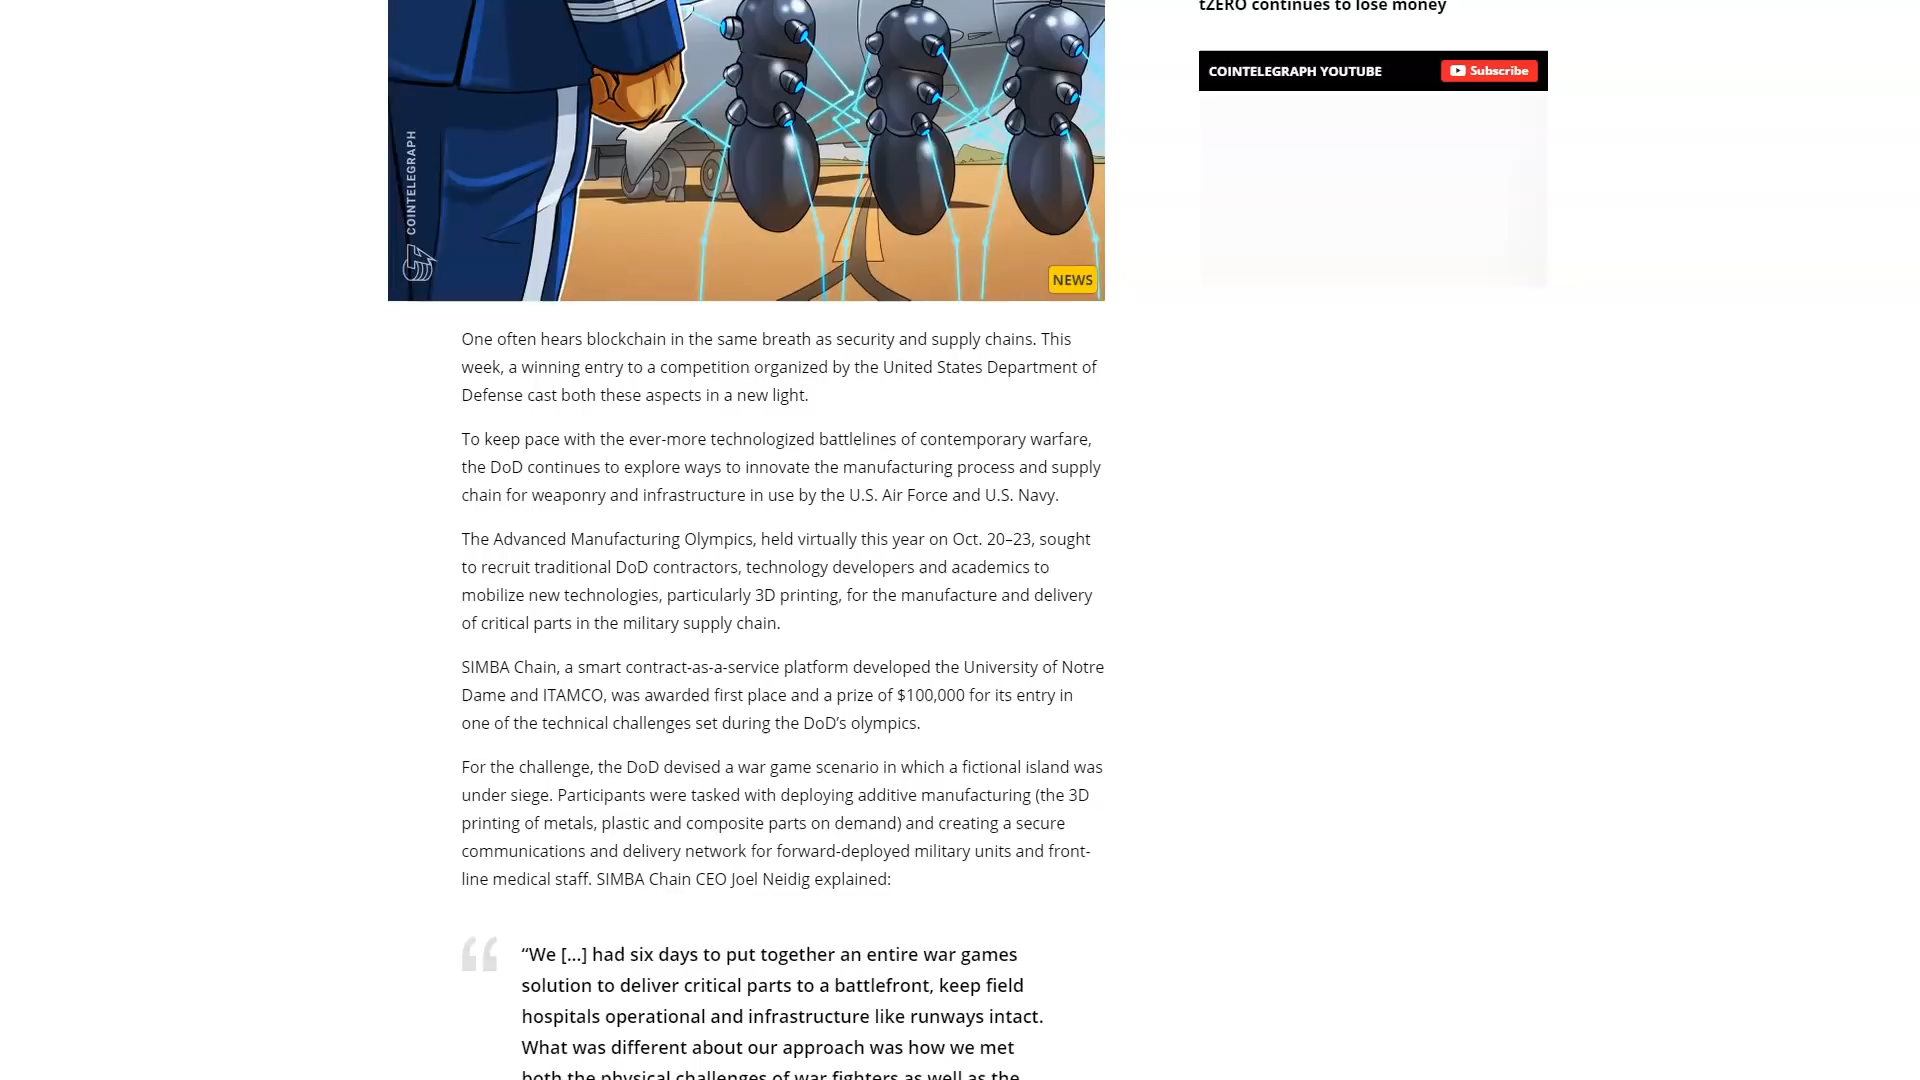 tZERO continues to lose money
COINTELEGRAPH YOUTUBE
Subscribe
COINTELEGRAPH
NEWS
One often hears blockchain in the same breath as security and supply chains. This
week, a winning entry to a competition organized by the United States Department of
Defense cast both these aspects in a new light.
To keep pace with the ever-more technologized battlelines of contemporary warfare,
the DoD continues to explore ways to innovate the manufacturing process and supply
chain for weaponry and infrastructure in use by the U.S. Air Force and U.S. Navy.
The Advanced Manufacturing Olympics, held virtually this year on Oct. 20–23, sought
to recruit traditional DoD contractors, technology developers and academics to
mobilize new technologies, particularly 3D printing, for the manufacture and delivery
of critical parts in the military supply chain.
SIMBA Chain, a smart contract-as-a-service platform developed the University of Notre
Dame and ITAMCO, was awarded first place and a prize of $100,000 for its entry in
one of the technical challenges set during the DoD’s olympics.
For the challenge, the DoD devised a war game scenario in which a fictional island was
under siege. Participants were tasked with deploying additive manufacturing (the 3D
printing of metals, plastic and composite parts on demand) and creating a secure
communications and delivery network for forward-deployed military units and front-
line medical staff. SIMBA Chain CEO Joel Neidig explained:
“We [...] had six days to put together an entire war games
solution to deliver critical parts to a battlefront, keep field
hospitals operational and infrastructure like runways intact.
What was different about our approach was how we met
both the physical challenges of war fighters as well as the